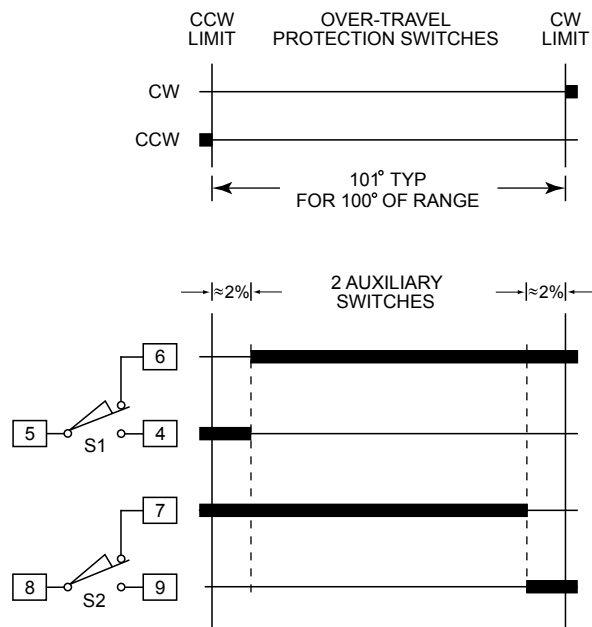 CCW LIMIT
OVER-TRAVEL PROTECTION SWITCHES
CW LIMIT
CW
CCW
101° TYP
FOR 100° OF RANGE
≈2%
2 AUXILIARY SWITCHES
≈2%
6
5
S1
4
7
8
S2
9